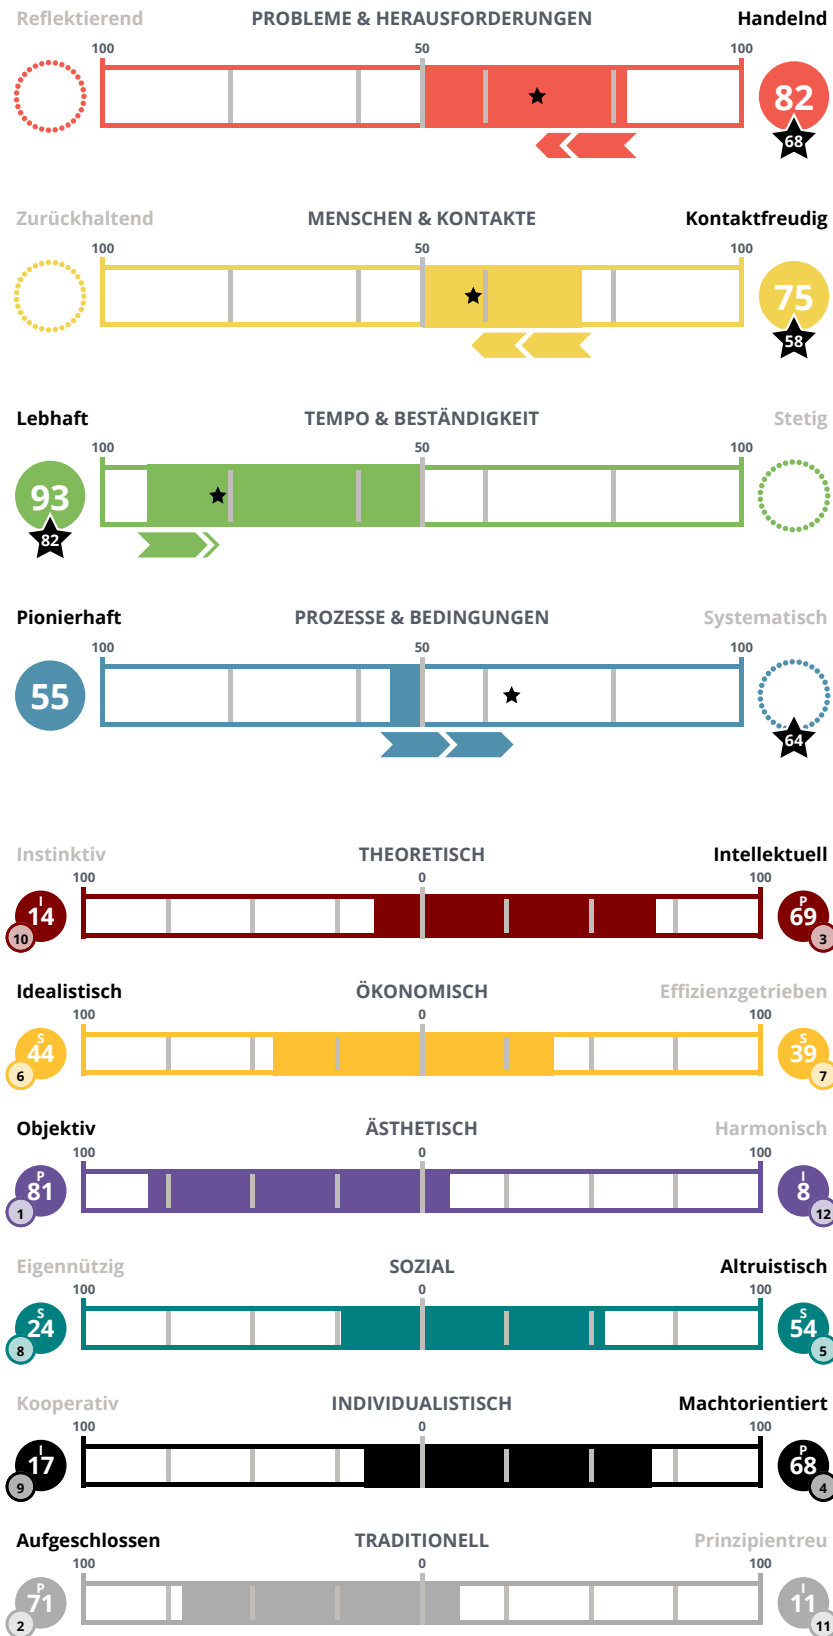 Reflektierend PROBLEME & HERAUSFORDERUNGEN Handelnd
100 50 100
82
68
Zurückhaltend MENSCHEN & KONTAKTE Kontaktfreudig
100 50 100
75
58
Lebhaft TEMPO & BESTÄNDIGKEIT Stetig
100 50 100
93
82
Pionierhaft PROZESSE & BEDINGUNGEN Systematisch
100 50 100
55
64
Instinktiv THEORETISCH Intellektuell
100 0 100
I P
14 69
10 3
Idealistisch ÖKONOMISCH Effizienzgetrieben
100 0 100
S S
44 39
6 7
Objektiv ÄSTHETISCH Harmonisch
100 0 100
P I
81 8
1 12
Eigennützig SOZIAL Altruistisch
100 0 100
S S
24 54
8 5
Kooperativ INDIVIDUALISTISCH Machtorientiert
100 0 100
I P
17 68
9 4
Aufgeschlossen TRADITIONELL Prinzipientreu
100 0 100
P I
71 11
2 11